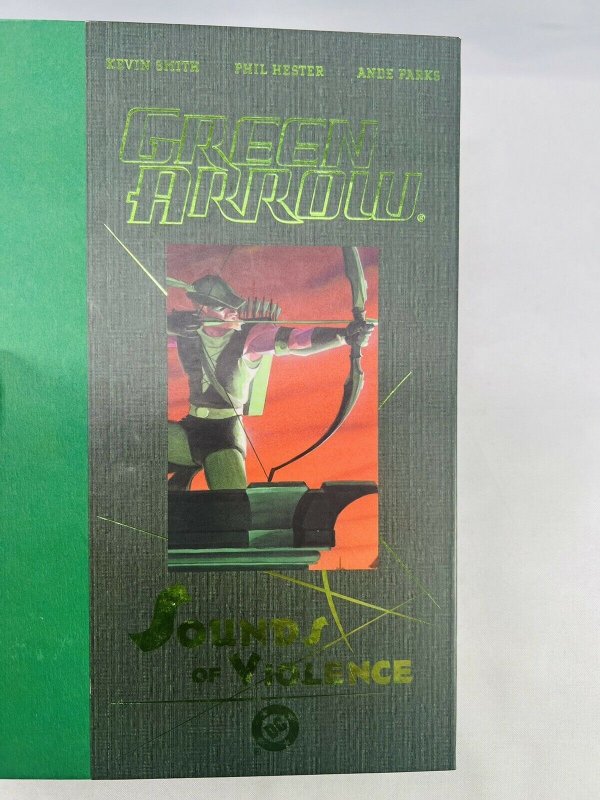 KEVIN SMITH PHIL HESTER ANDE PARKS
GREEN
ARROW.
SOUNDS
OF VIOLENCE
DC